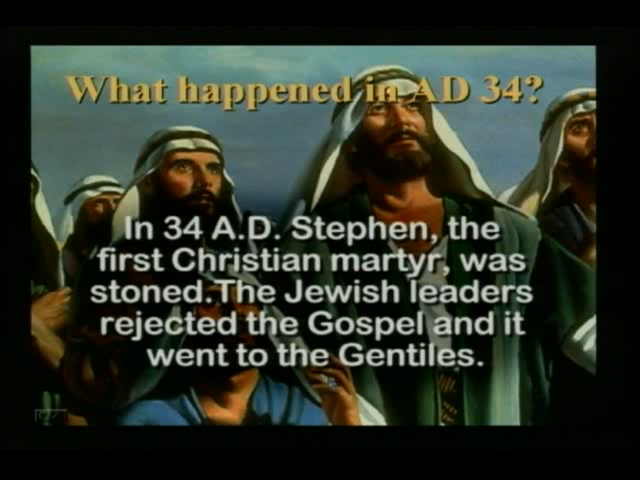 What happened in AD 34?
In 34 A.D. Stephen, the
first Christian martyr, was
stoned.The Jewish leaders
rejected the Gospel and it
went to the Gentiles.